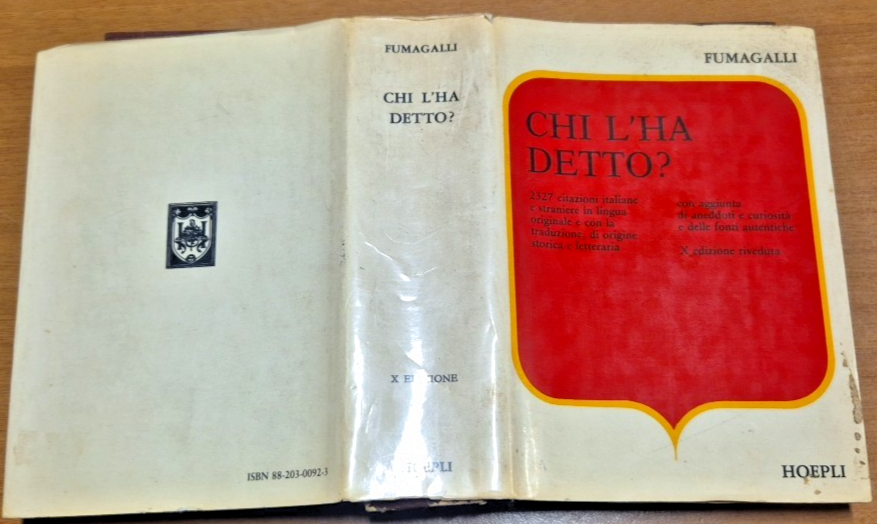 ISBN 88-203-0092-3
FUMAGALLI
CHI L'HA
DETTO?
X EDIZIONE
HOEPLI
FUMAGALLI
CHI L'HA
DETTO?
2327 citazioni italiane
e straniere in lingua
originale e con la
traduzione, di origine
storica e letteraria
con aggiunta
di aneddoti e curiosità
e delle fonti autentiche
X edizione riveduta
HOEPLI